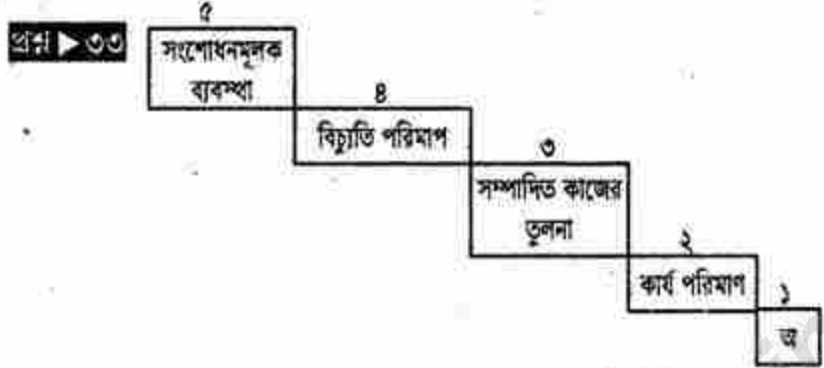 প্রশ্ন ▶ ৩৩
৫
সংশোধনমূলক
ব্যবস্থা
৪
বিচ্যুতি পরিমাপ
৩
সম্পাদিত কাজের
তুলনা
২
কার্য পরিমাণ
১
অ